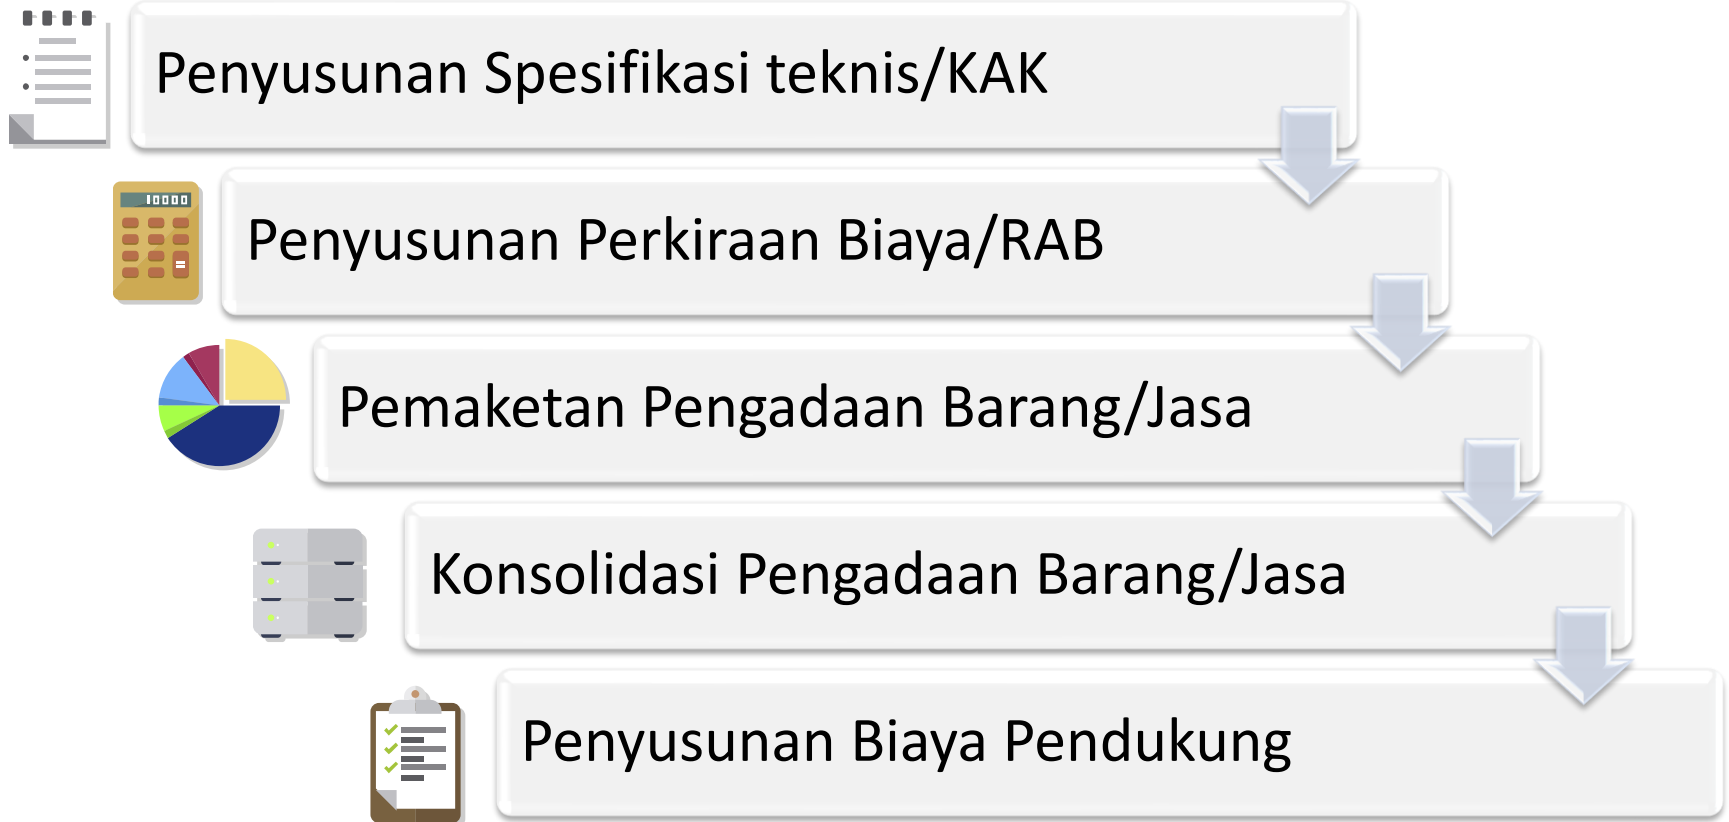 Penyusunan Spesifikasi teknis/KAK
10000
Penyusunan Perkiraan Biaya/RAB
Pemaketan Pengadaan Barang/Jasa
Konsolidasi Pengadaan Barang/Jasa
Penyusunan Biaya Pendukung